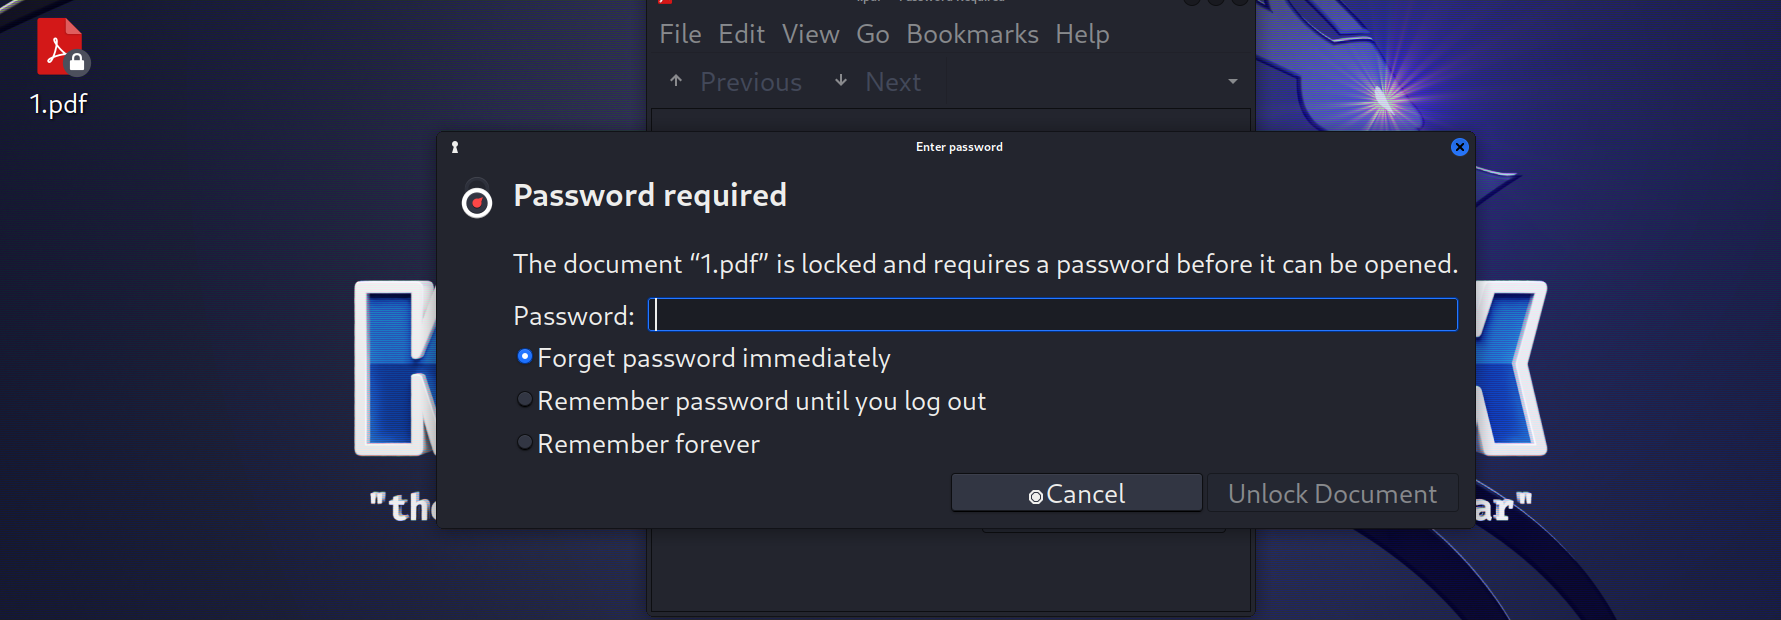 File Edit View Go Bookmarks Help
Previous Next
1.pdf
Enter password
Password required
The document “1.pdf” is locked and requires a password before it can be opened.
Password:
Forget password immediately
Remember password until you log out
Remember forever
Cancel Unlock Document
"the
ar"